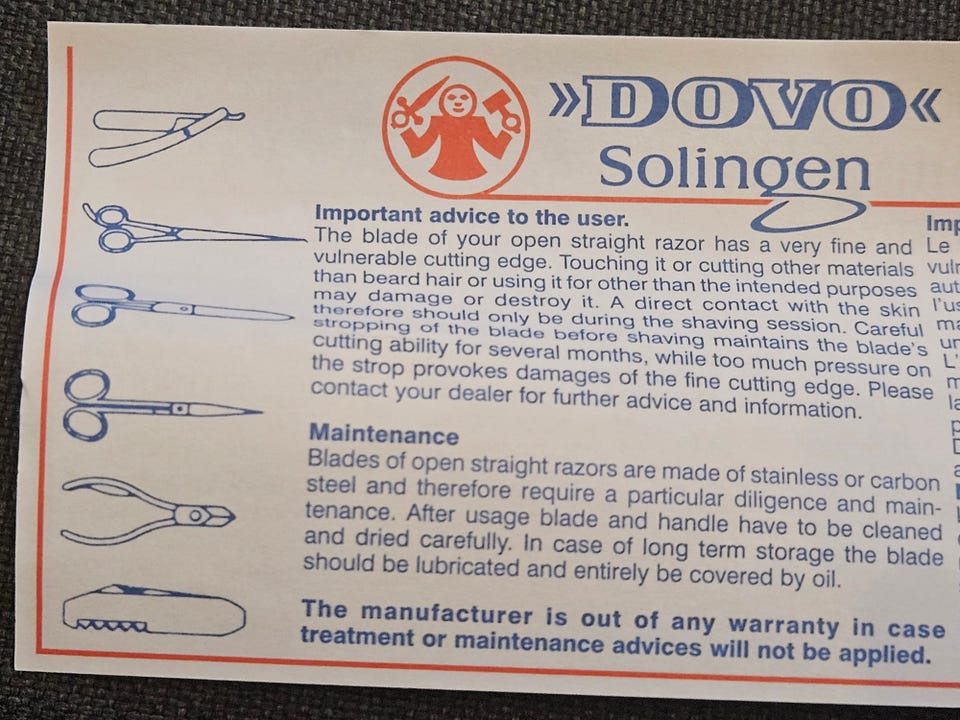 »DOVO«
Solingen
Important advice to the user.
The blade of your open straight razor has a very fine and
vulnerable cutting edge. Touching it or cutting other materials
than beard hair or using it for other than the intended purposes
may damage or destroy it. A direct contact with the skin
therefore should only be during the shaving session. Careful
stropping of the blade before shaving maintains the blade's
cutting ability for several months, while too much pressure on
the strop provokes damages of the fine cutting edge. Please
contact your dealer for further advice and information.
Maintenance
Blades of open straight razors are made of stainless or carbon
steel and therefore require a particular diligence and main-
tenance. After usage blade and handle have to be cleaned
and dried carefully. In case of long term storage the blade
should be lubricated and entirely be covered by oil.
The manufacturer is out of any warranty in case
treatment or maintenance advices will not be applied.
Imp
Le
vuln
aut
l'us
ma
un
L'